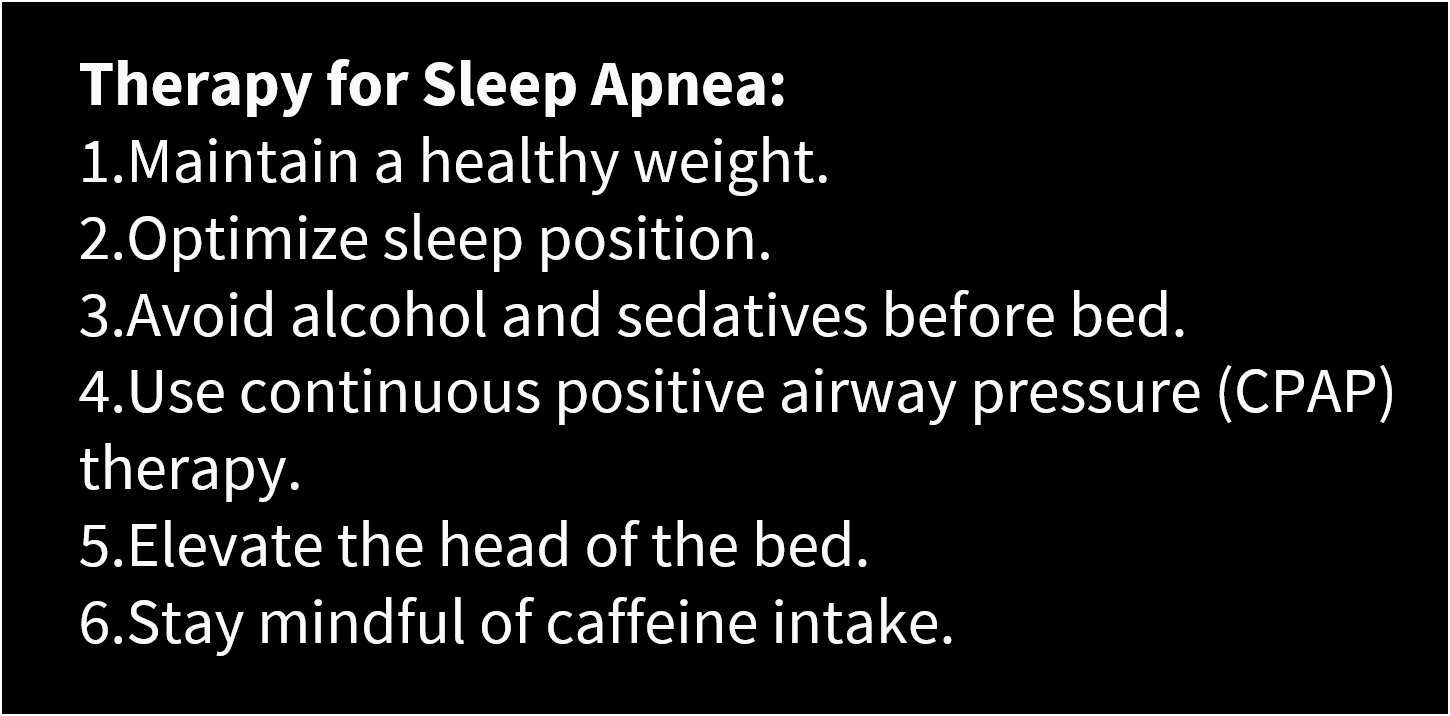 Therapy for Sleep Apnea:
1.Maintain a healthy weight.
2.Optimize sleep position.
3.Avoid alcohol and sedatives before bed.
4.Use continuous positive airway pressure (CPAP)
therapy.
5.Elevate the head of the bed.
6.Stay mindful of caffeine intake.